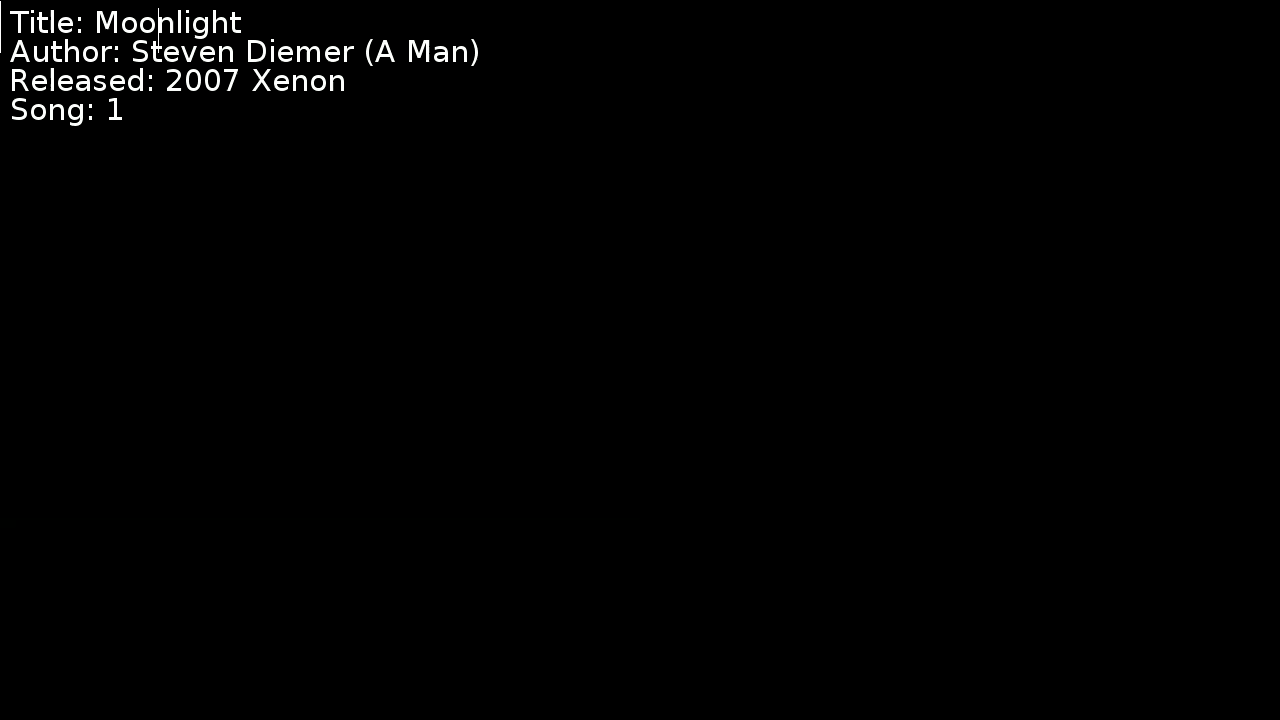 Title: Moonlight
Author: Steven Diemer (A Man)
Released: 2007 Xenon
Song: 1